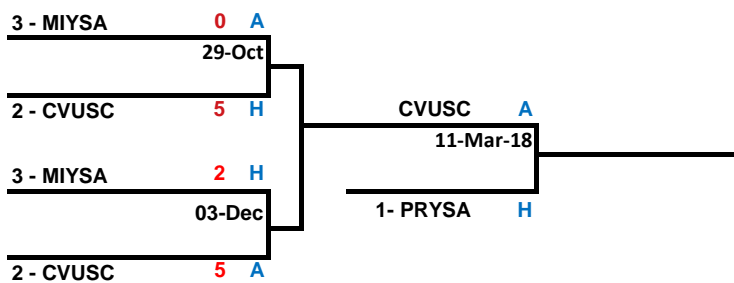 3 - MIYSA 0 A
29-Oct
2 - CVUSC 5 H
CVUSC A
11-Mar-18
3 - MIYSA 2 H
03-Dec
1- PRYSA H
2 - CVUSC 5 A